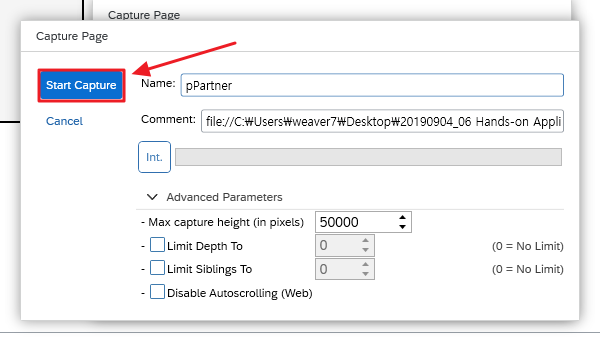 Capture Page
Capture Page
Start Capture
Name: pPartner
Cancel
Comment: file://C:₩Users₩weaver7₩Desktop₩20190904_06 Hands-on Appli
Int.
Advanced Parameters
- Max capture height (in pixels) 50000
- Limit Depth To 0 (0 = No Limit)
- Limit Siblings To 0 (0 = No Limit)
- Disable Autoscrolling (Web)